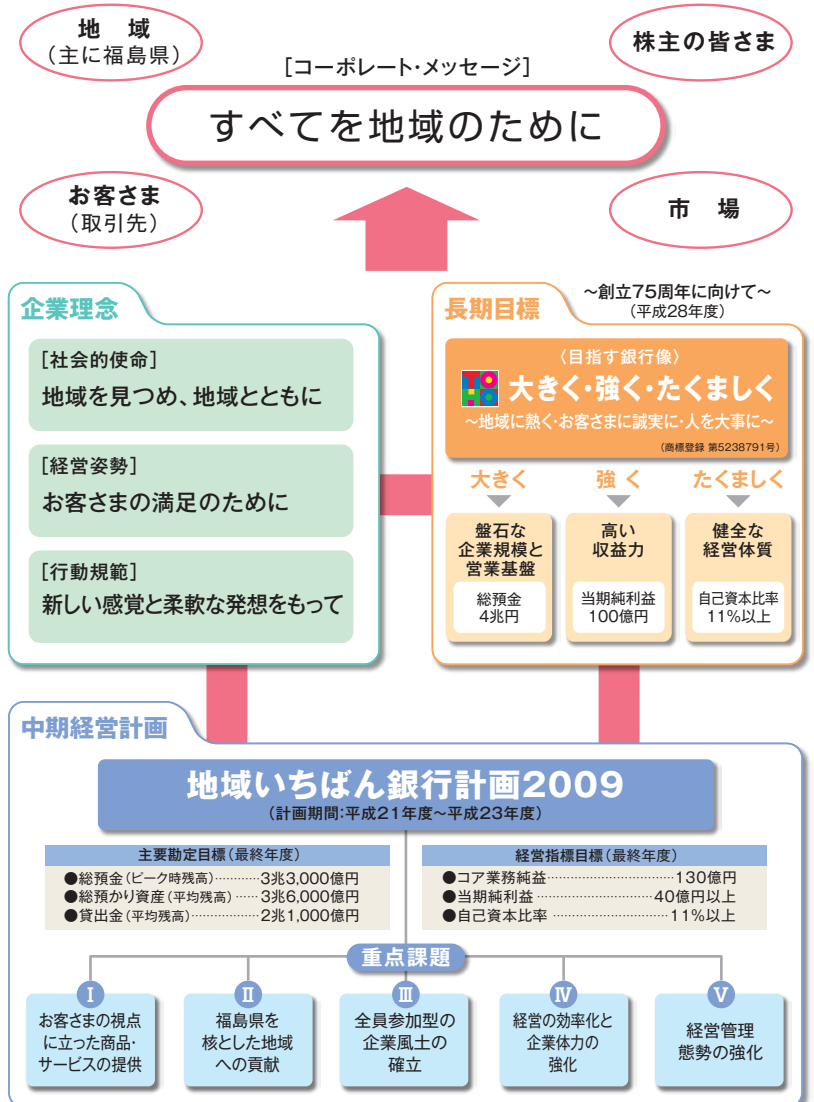 地 域
(主に福島県)
株主の皆さま
[コーポレート・メッセージ]
すべてを地域のために
お客さま
(取引先)
市 場
企業理念
[社会的使命]
地域を見つめ、地域とともに
[経営姿勢]
お客さまの満足のために
[行動規範]
新しい感覚と柔軟な発想をもって
長期目標
～創立75周年に向けて～
(平成28年度)
〈目指す銀行像〉
TOHO 大きく・強く・たくましく
～地域に熱く・お客さまに誠実に・人を大事に～
(商標登録 第5238791号)
大きく
盤石な
企業規模と
営業基盤
総預金
4兆円
強く
高い
収益力
当期純利益
100億円
たくましく
健全な
経営体質
自己資本比率
11%以上
中期経営計画
地域いちばん銀行計画2009
(計画期間:平成21年度～平成23年度)
主要勘定目標(最終年度)
●総預金(ピーク時残高)…………3兆3,000億円
●総預かり資産(平均残高)……3兆6,000億円
●貸出金(平均残高)………………2兆1,000億円
経営指標目標(最終年度)
●コア業務純益…………………………130億円
●当期純利益………………………40億円以上
●自己資本比率…………………………11%以上
重点課題
Ⅰ
お客さまの視点
に立った商品・
サービスの提供
Ⅱ
福島県を
核とした地域
への貢献
Ⅲ
全員参加型の
企業風土の
確立
Ⅳ
経営の効率化と
企業体力の
強化
Ⅴ
経営管理
態勢の強化